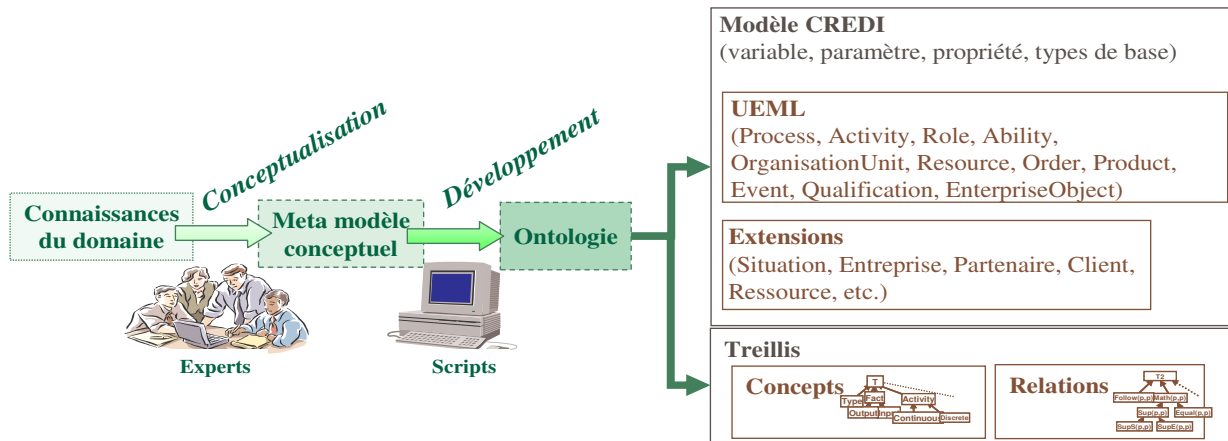 Conceptualisation
Développement
Connaissances
du domaine
Meta modèle
conceptuel
Ontologie
Experts
Scripts
Modèle CREDI
(variable, paramètre, propriété, types de base)
UEML
(Process, Activity, Role, Ability,
OrganisationUnit, Resource, Order, Product,
Event, Qualification, EnterpriseObject)
Extensions
(Situation, Entreprise, Partenaire, Client,
Ressource, etc.)
Treillis
Concepts
T
Type
Fact
Activity
Output
Continuous
Discrete
Relations
T2
Follow(p,p)
Math(p,p)
Sup(p,p)
Equal(p,p)
SupS(p,p)
SupE(p,p)